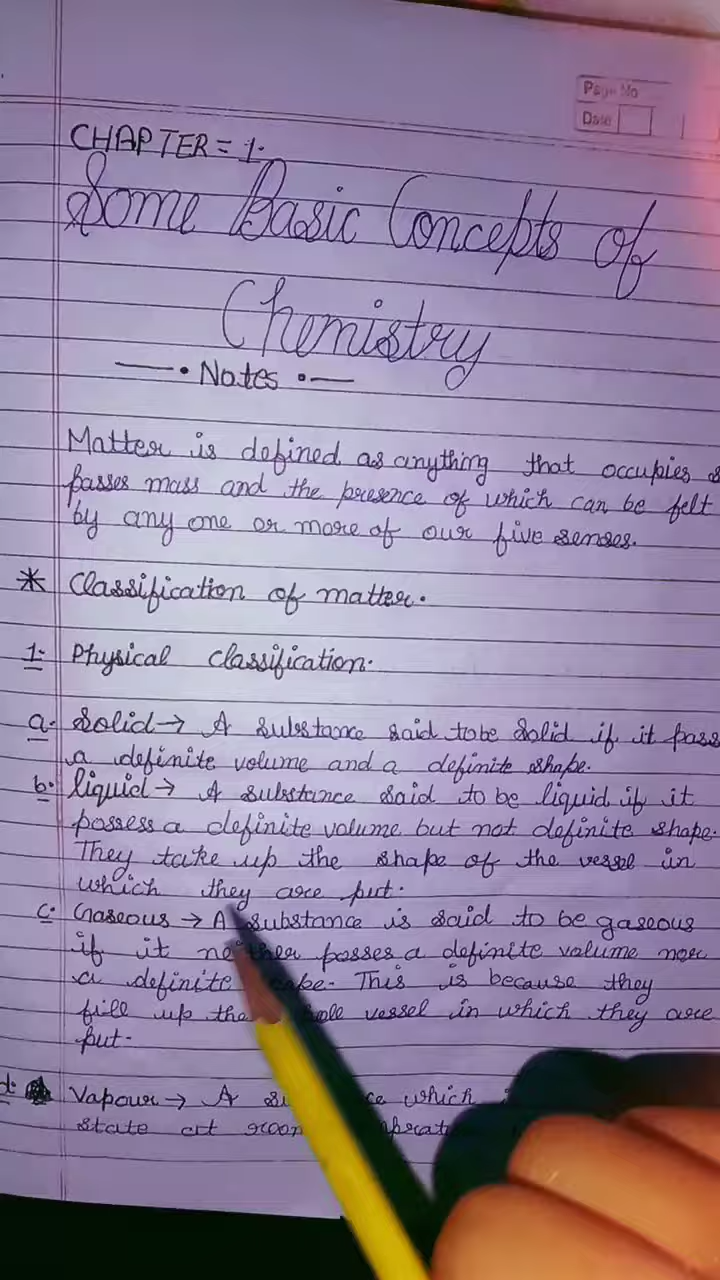 Page No
Date
CHAPTER = 1.
Some Basic Concepts of
Chemistry
Notes
Matter is defined as anything that occupies
posses mass and the presence of which can be felt
by any one or more of our five senses.
* Classification of matter.
1. Physical classification.
a. Solid → A substance said to be Solid if it
a definite volume and a definite shape.
b. liquid → A substance said to be liquid if it
possess a definite volume but not definite shape.
They take up the shape of the vessel in
which they are put.
c. Gaseous → A substance is said to be gaseous
if it posses a definite volume nor
a definite This is because they
fill up the vessel in which they are
put.
d. Vapour → A which
state at